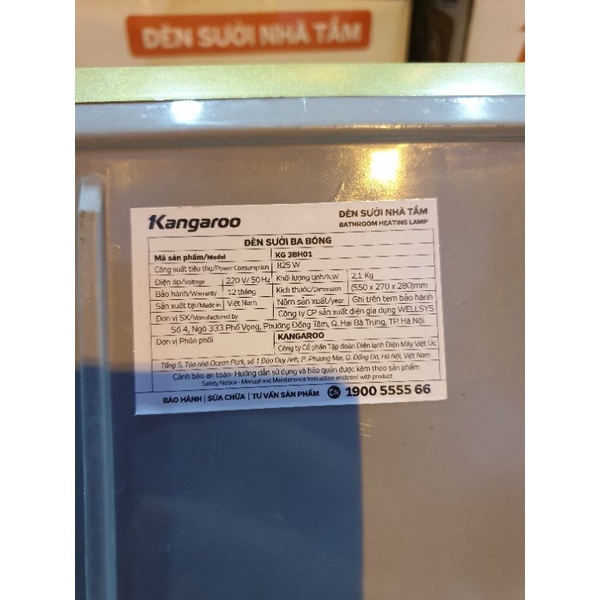 ĐÈN SƯỞI NHÀ TẮM
Kangaroo
ĐÈN SƯỞI NHÀ TẮM
BATHROOM HEATING LAMP
ĐÈN SƯỞI BA BÓNG
Mã sản phẩm/Model KG 3BH01
Công suất tiêu thụ/Power Consumption 825 W
Điện áp/Voltage 220 V/ 50Hz Khối lượng tịnh/N.W 2,1 Kg
Bảo hành/Warranty 12 tháng Kích thước/Dimension (550 x 270 x 280)mm
Sản xuất tại/Made in Việt Nam Năm sản xuất/year Ghi trên tem bảo hành
Đơn vị SX/Manufactured by Công ty CP sản xuất điện gia dụng WELLSYS
Số 4, Ngõ 333 Phố Vọng, Phường Đồng Tâm, Q. Hai Bà Trưng, TP. Hà Nội
Đơn vị Phân phối KANGAROO
Công ty Cổ phần Tập đoàn Điện lạnh Điện Máy Việt Úc
Tầng 5, Tòa nhà Ocean Park, số 1 Đào Duy Anh, P. Phương Mai, Q. Đống Đa, Hà Nội, Việt Nam
Cảnh báo an toàn: Hướng dẫn sử dụng và bảo quản được kèm theo sản phẩm
Safety Notice - Manual and Maintenance Instruction enclosed with product
BẢO HÀNH | SỬA CHỮA | TƯ VẤN SẢN PHẨM 1900 5555 66